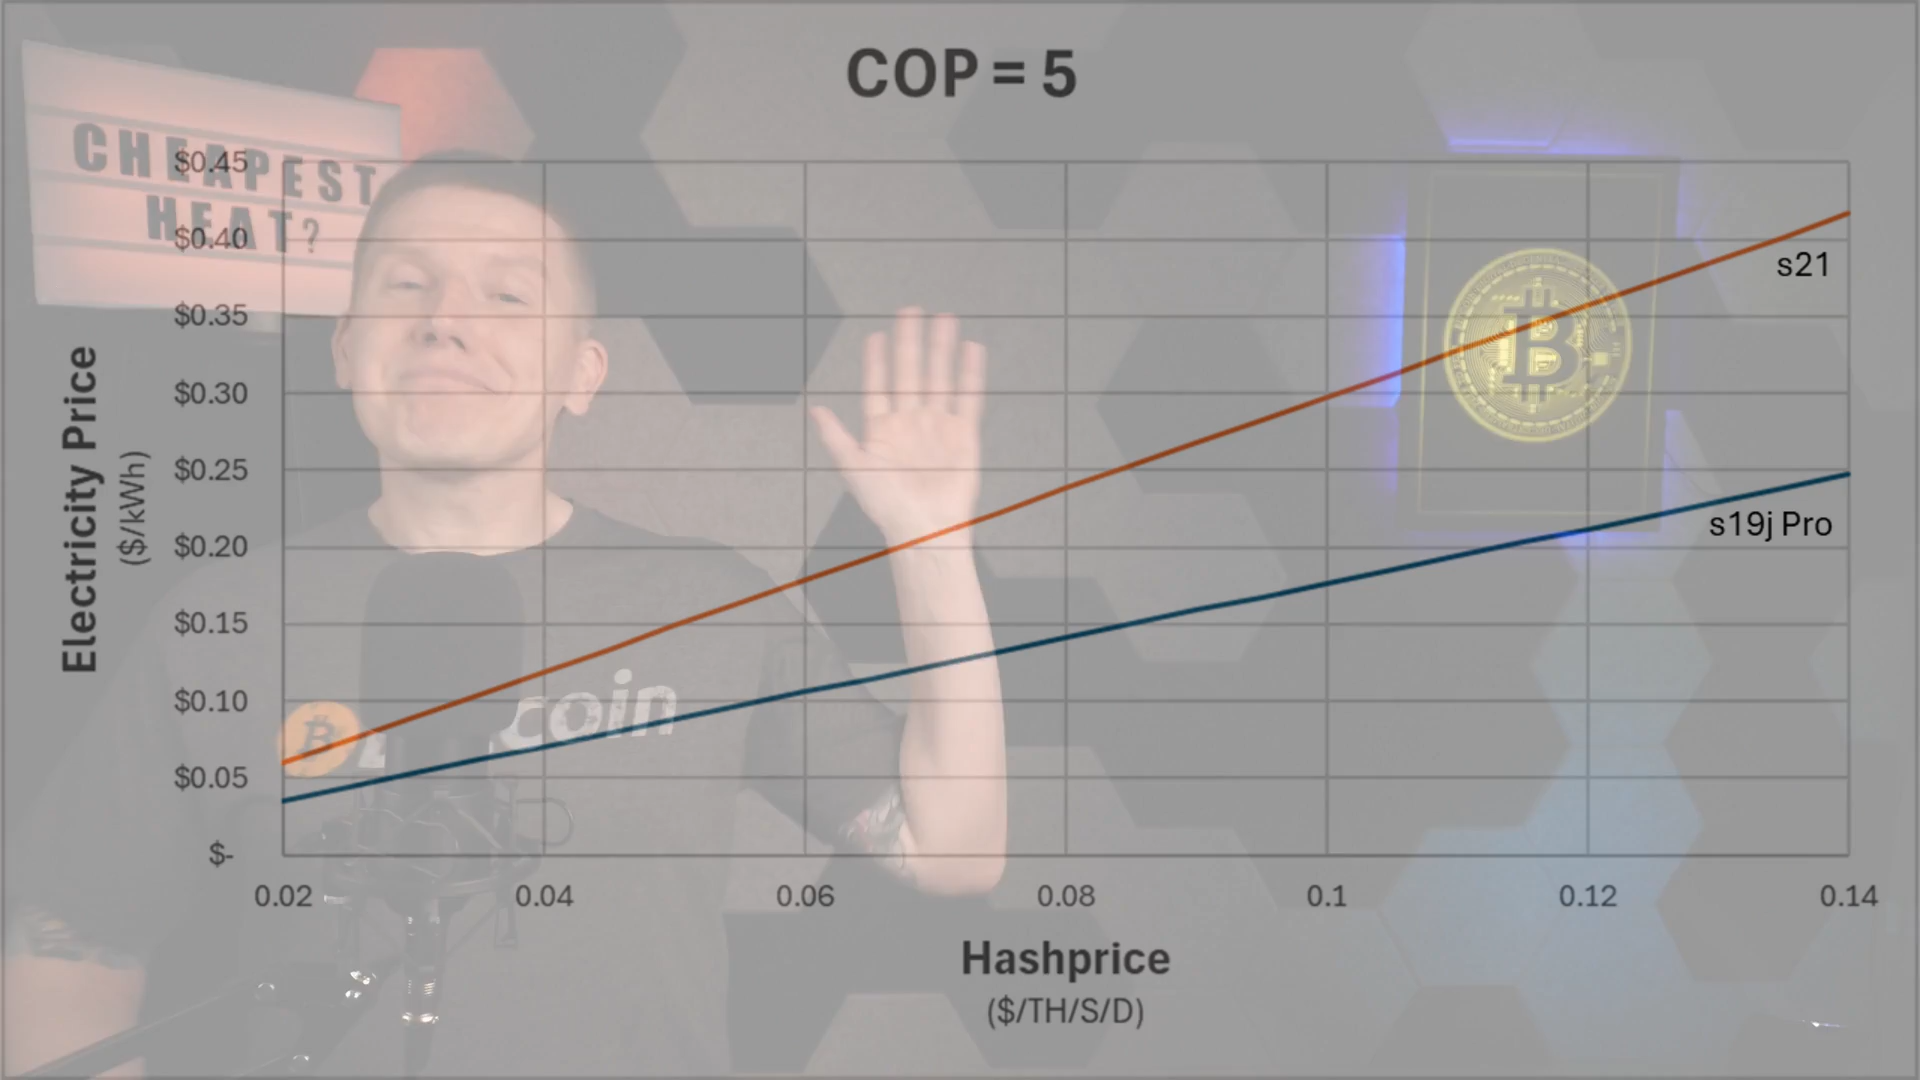 COP = 5
CHEAPEST
HEAT?
$0.45
$0.40
$0.35
$0.30
$0.25
$0.20
$0.15
$0.10
$0.05
$-
Electricity Price
($/kWh)
s21
s19j Pro
coin
0.02
0.04
0.06
0.08
0.1
0.12
0.14
Hashprice
($/TH/S/D)